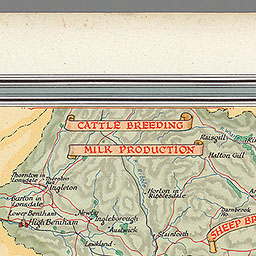 CATTLE BREEDING
MILK PRODUCTION
Raisgill
Halton Gill
Thornton in
Lonsdale
Ingleton
Horton in
Ribblesdale
Burton in
Lonsdale
Lower Bentham
High Bentham
Newby
Ingleborough
Austwick
Lawkland
Stainforth
SHEEP BR